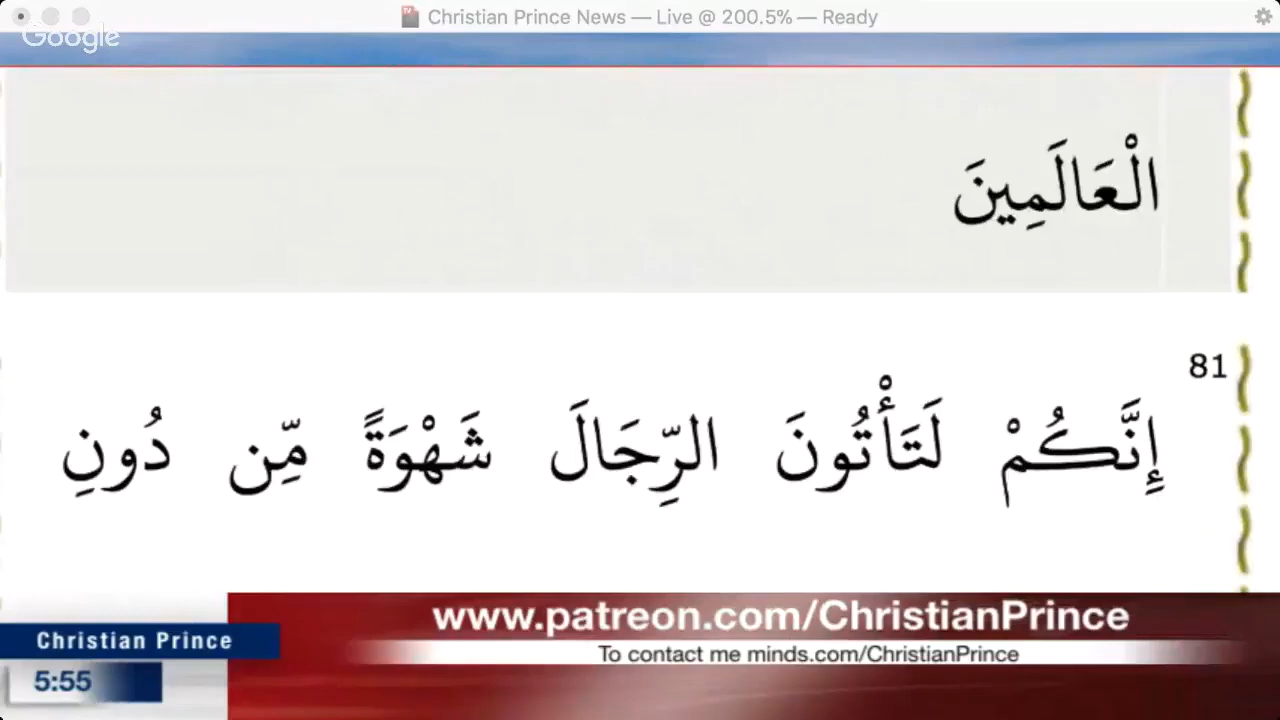 Christian Prince News — Live @ 200.5% — Ready
Google
الْعَالَمِينَ
81
إِنَّكُمْ لَتَأْتُونَ الرِّجَالَ شَهْوَةً مِّن دُونِ
www.patreon.com/ChristianPrince
Christian Prince
To contact me minds.com/ChristianPrince
5:55